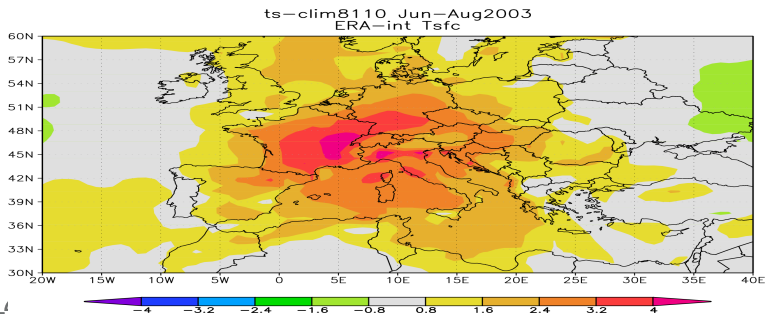 ts-clim8110 Jun-Aug2003
ERA-int Tsfc
60N
57N
54N
51N
48N
45N
42N
39N
36N
33N
30N
20W 15W 10W 5W 0 5E 10E 15E 20E 25E 30E 35E 40E
-4 -3.2 -2.4 -1.6 -0.8 0.8 1.6 2.4 3.2 4